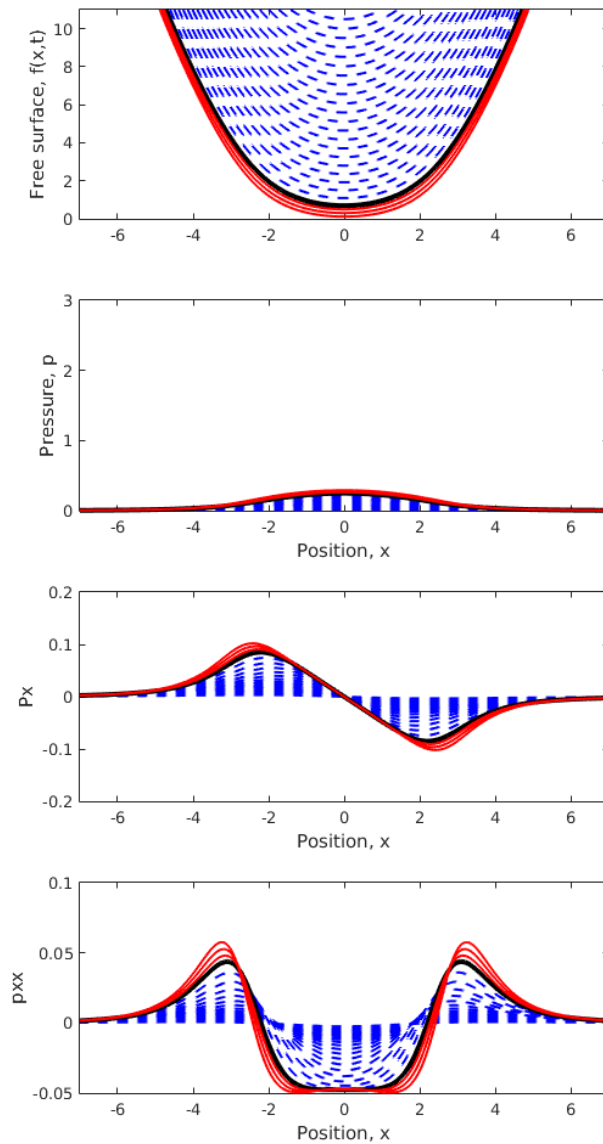 Free surface, f(x,t)
10
8
6
4
2
0
-6 -4 -2 0 2 4 6
Pressure, p
3
2
1
0
-6 -4 -2 0 2 4 6
Position, x
Px
0.2
0.1
0
-0.1
-0.2
-6 -4 -2 0 2 4 6
Position, x
pxx
0.1
0.05
0
-0.05
-6 -4 -2 0 2 4 6
Position, x